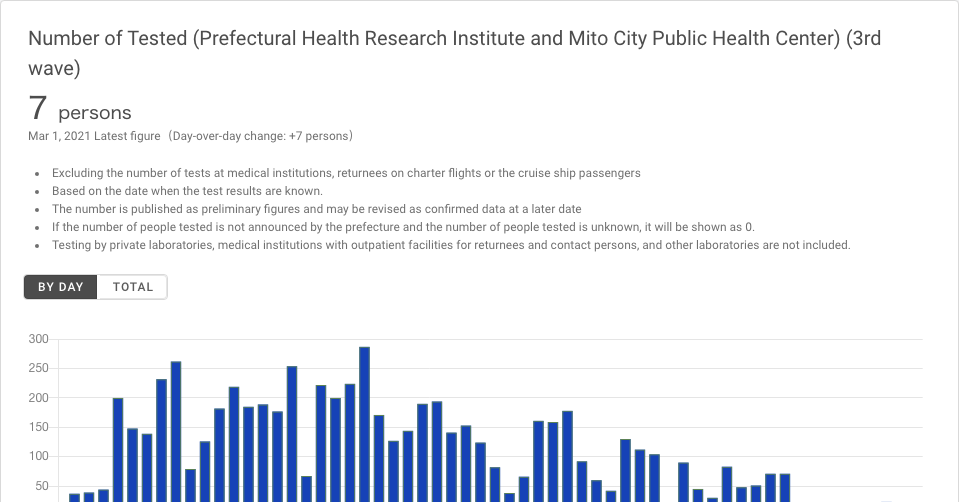 Number of Tested (Prefectural Health Research Institute and Mito City Public Health Center) (3rd
wave)
7 persons
Mar 1, 2021 Latest figure（Day-over-day change: +7 persons）
• Excluding the number of tests at medical institutions, returnees on charter flights or the cruise ship passengers
• Based on the date when the test results are known.
• The number is published as preliminary figures and may be revised as confirmed data at a later date
• If the number of people tested is not announced by the prefecture and the number of people tested is unknown, it will be shown as 0.
• Testing by private laboratories, medical institutions with outpatient facilities for returnees and contact persons, and other laboratories are not included.
BY DAY TOTAL
300
250
200
150
100
50